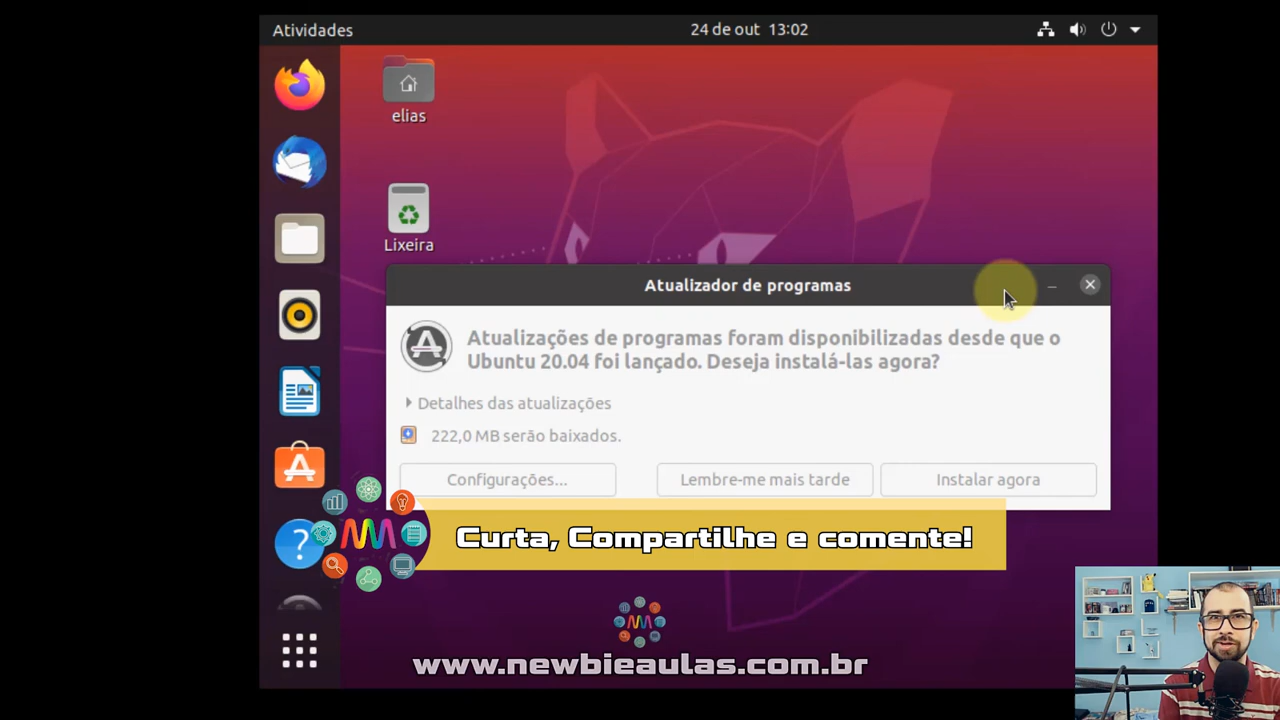 Atividades
24 de out 13:02
elias
Lixeira
Atualizador de programas
Atualizações de programas foram disponibilizadas desde que o
Ubuntu 20.04 foi lançado. Deseja instalá-las agora?
Detalhes das atualizações
222,0 MB serão baixados.
Configurações...
Lembre-me mais tarde
Instalar agora
Curta, Compartilhe e comente!
www.newbieaulas.com.br